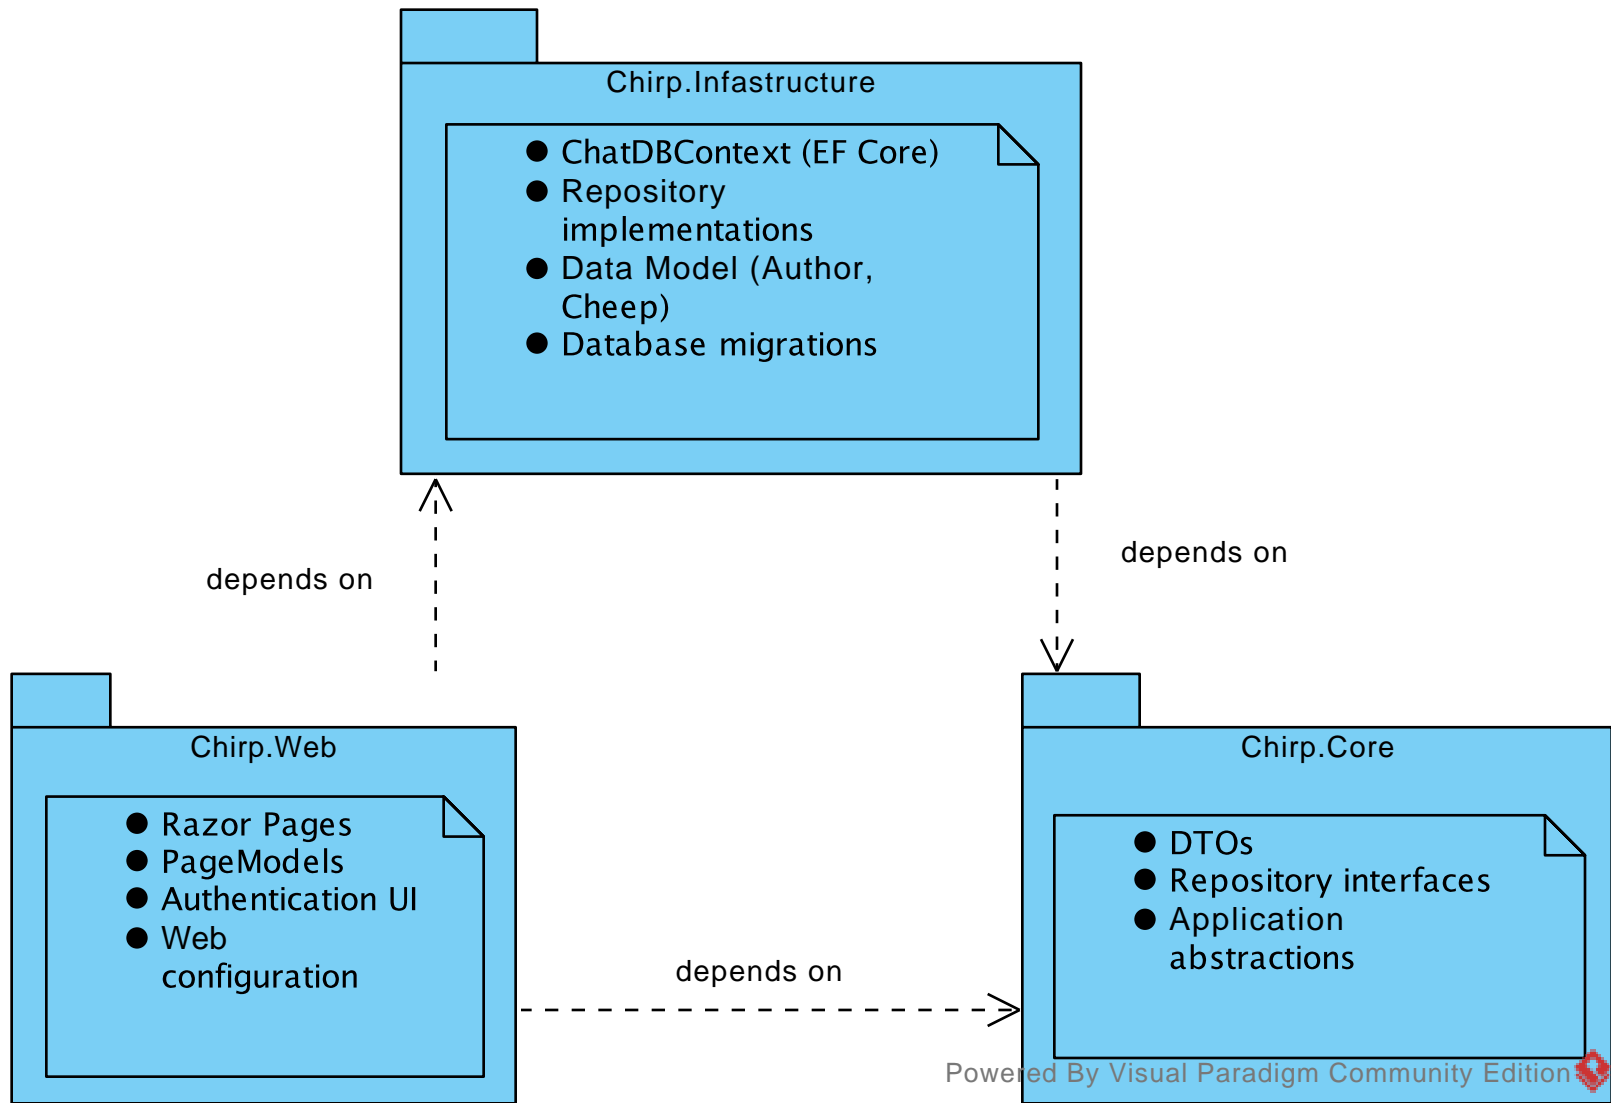 Chirp.Infastructure
● ChatDBContext (EF Core)
● Repository
implementations
● Data Model (Author,
Cheep)
● Database migrations
depends on
depends on
Chirp.Web
● Razor Pages
● PageModels
● Authentication UI
● Web
configuration
depends on
Chirp.Core
● DTOs
● Repository interfaces
● Application
abstractions
Powered By Visual Paradigm Community Edition